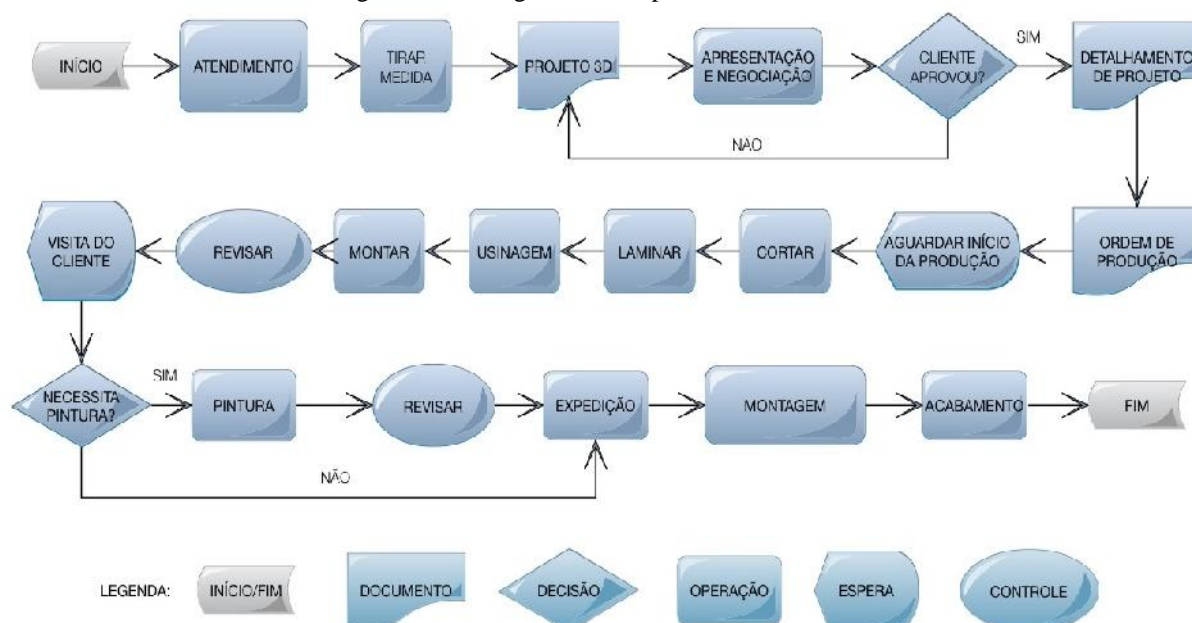 SIM
INÍCIO
ATENDIMENTO
TIRAR
MEDIDA
PROJETO 3D
APRESENTAÇÃO
E NEGOCIAÇÃO
CLIENTE
APROVOU?
DETALHAMENTO
DE PROJETO
NÃO
VISITA DO
CLIENTE
REVISAR
MONTAR
USINAGEM
LAMINAR
CORTAR
AGUARDAR INÍCIO
DA PRODUÇÃO
ORDEM DE
PRODUÇÃO
NECESSITA
PINTURA?
SIM
PINTURA
REVISAR
EXPEDIÇÃO
MONTAGEM
ACABAMENTO
FIM
NÃO
LEGENDA:
INÍCIO/FIM
DOCUMENTO
DECISÃO
OPERAÇÃO
ESPERA
CONTROLE